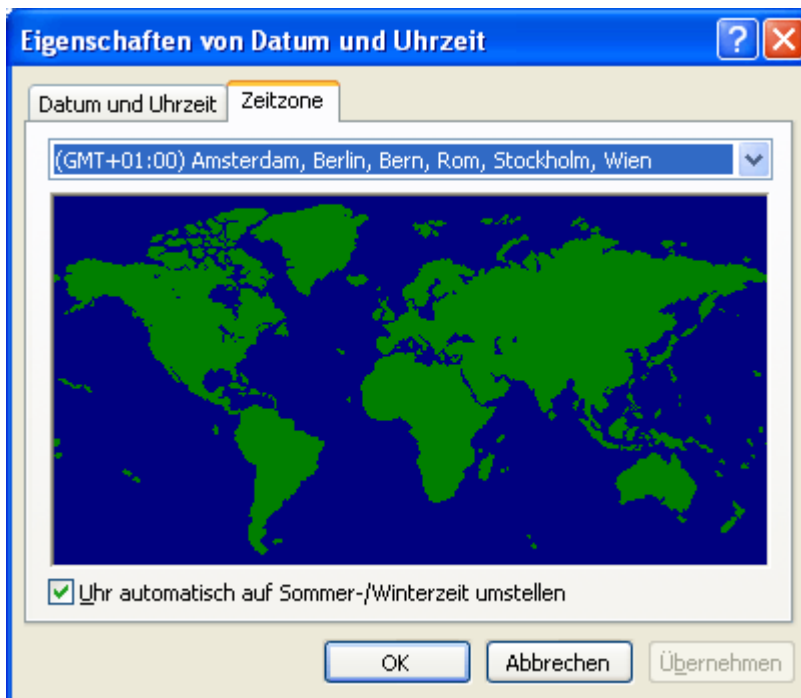 Eigenschaften von Datum und Uhrzeit
Datum und Uhrzeit
Zeitzone
(GMT+01:00) Amsterdam, Berlin, Bern, Rom, Stockholm, Wien
Uhr automatisch auf Sommer-/Winterzeit umstellen
OK
Abbrechen
Übernehmen